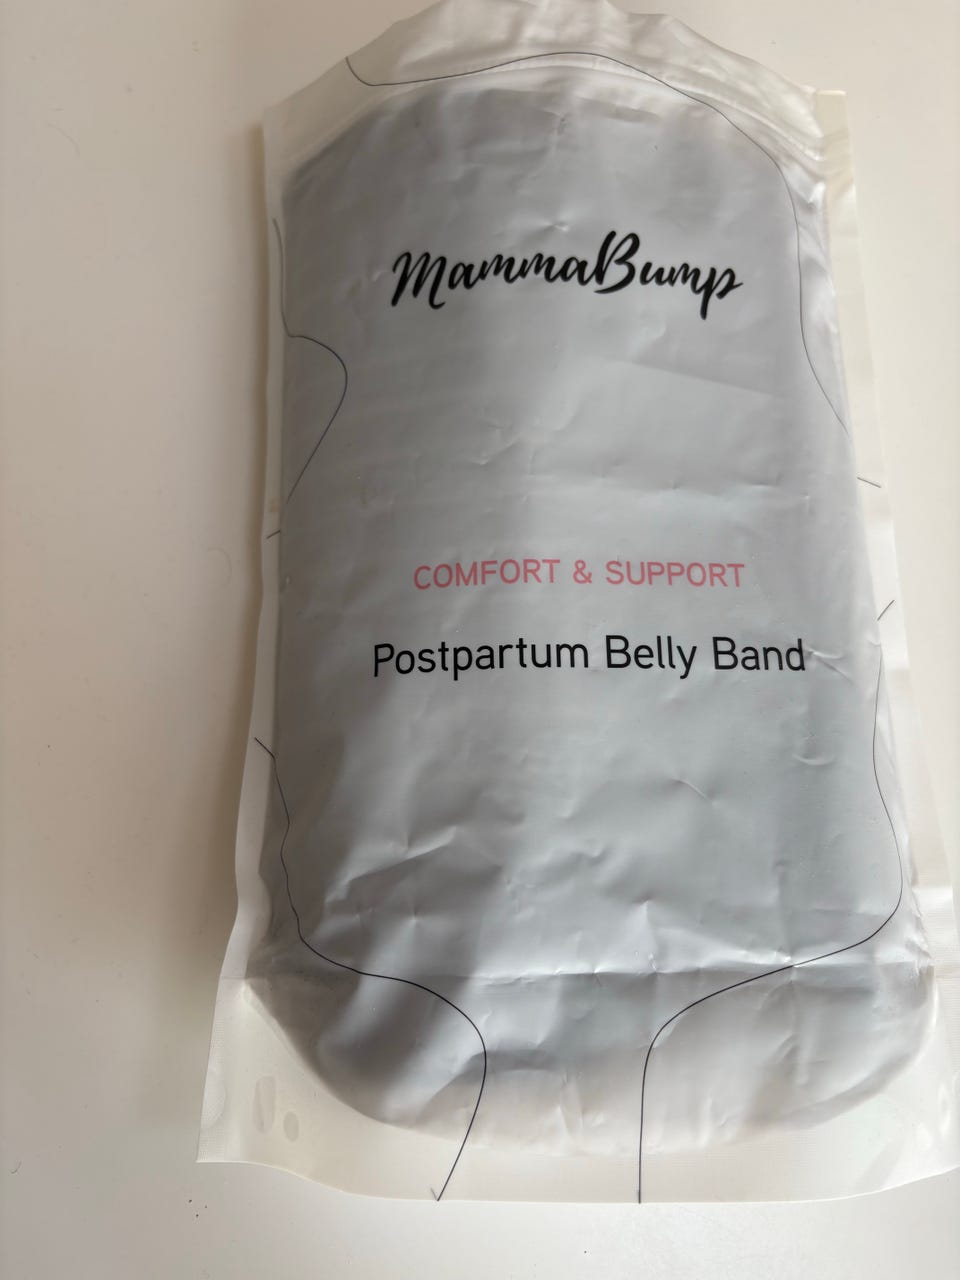 MammaBump
COMFORT & SUPPORT
Postpartum Belly Band